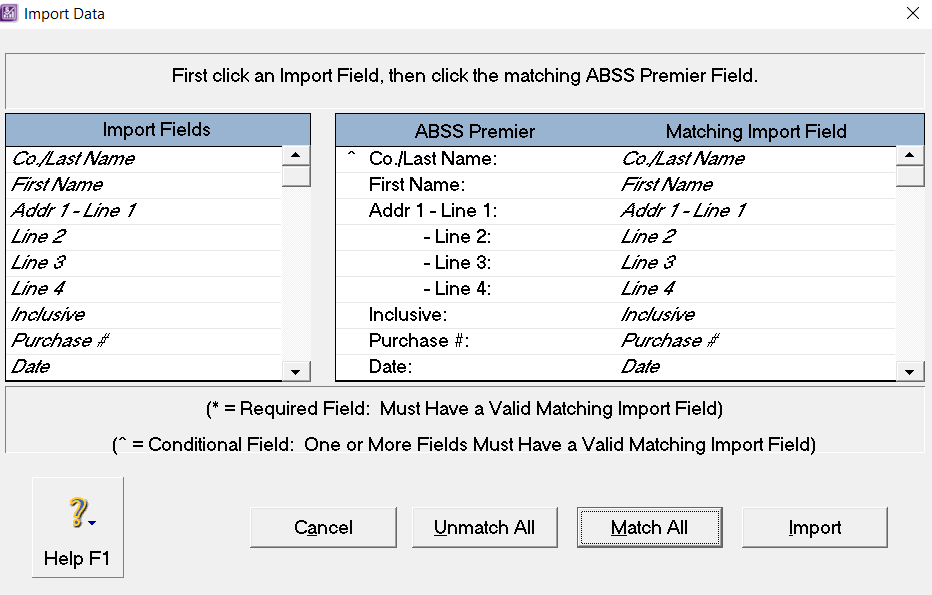 Import Data
First click an Import Field, then click the matching ABSS Premier Field.
Import Fields
Co./Last Name
First Name
Addr 1 - Line 1
Line 2
Line 3
Line 4
Inclusive
Purchase #
Date
ABSS Premier Matching Import Field
^ Co./Last Name: Co./Last Name
First Name: First Name
Addr 1 - Line 1: Addr 1 - Line 1
- Line 2: Line 2
- Line 3: Line 3
- Line 4: Line 4
Inclusive: Inclusive
Purchase #: Purchase #
Date: Date
(* = Required Field: Must Have a Valid Matching Import Field)
(^ = Conditional Field: One or More Fields Must Have a Valid Matching Import Field)
Help F1
Cancel
Unmatch All
Match All
Import